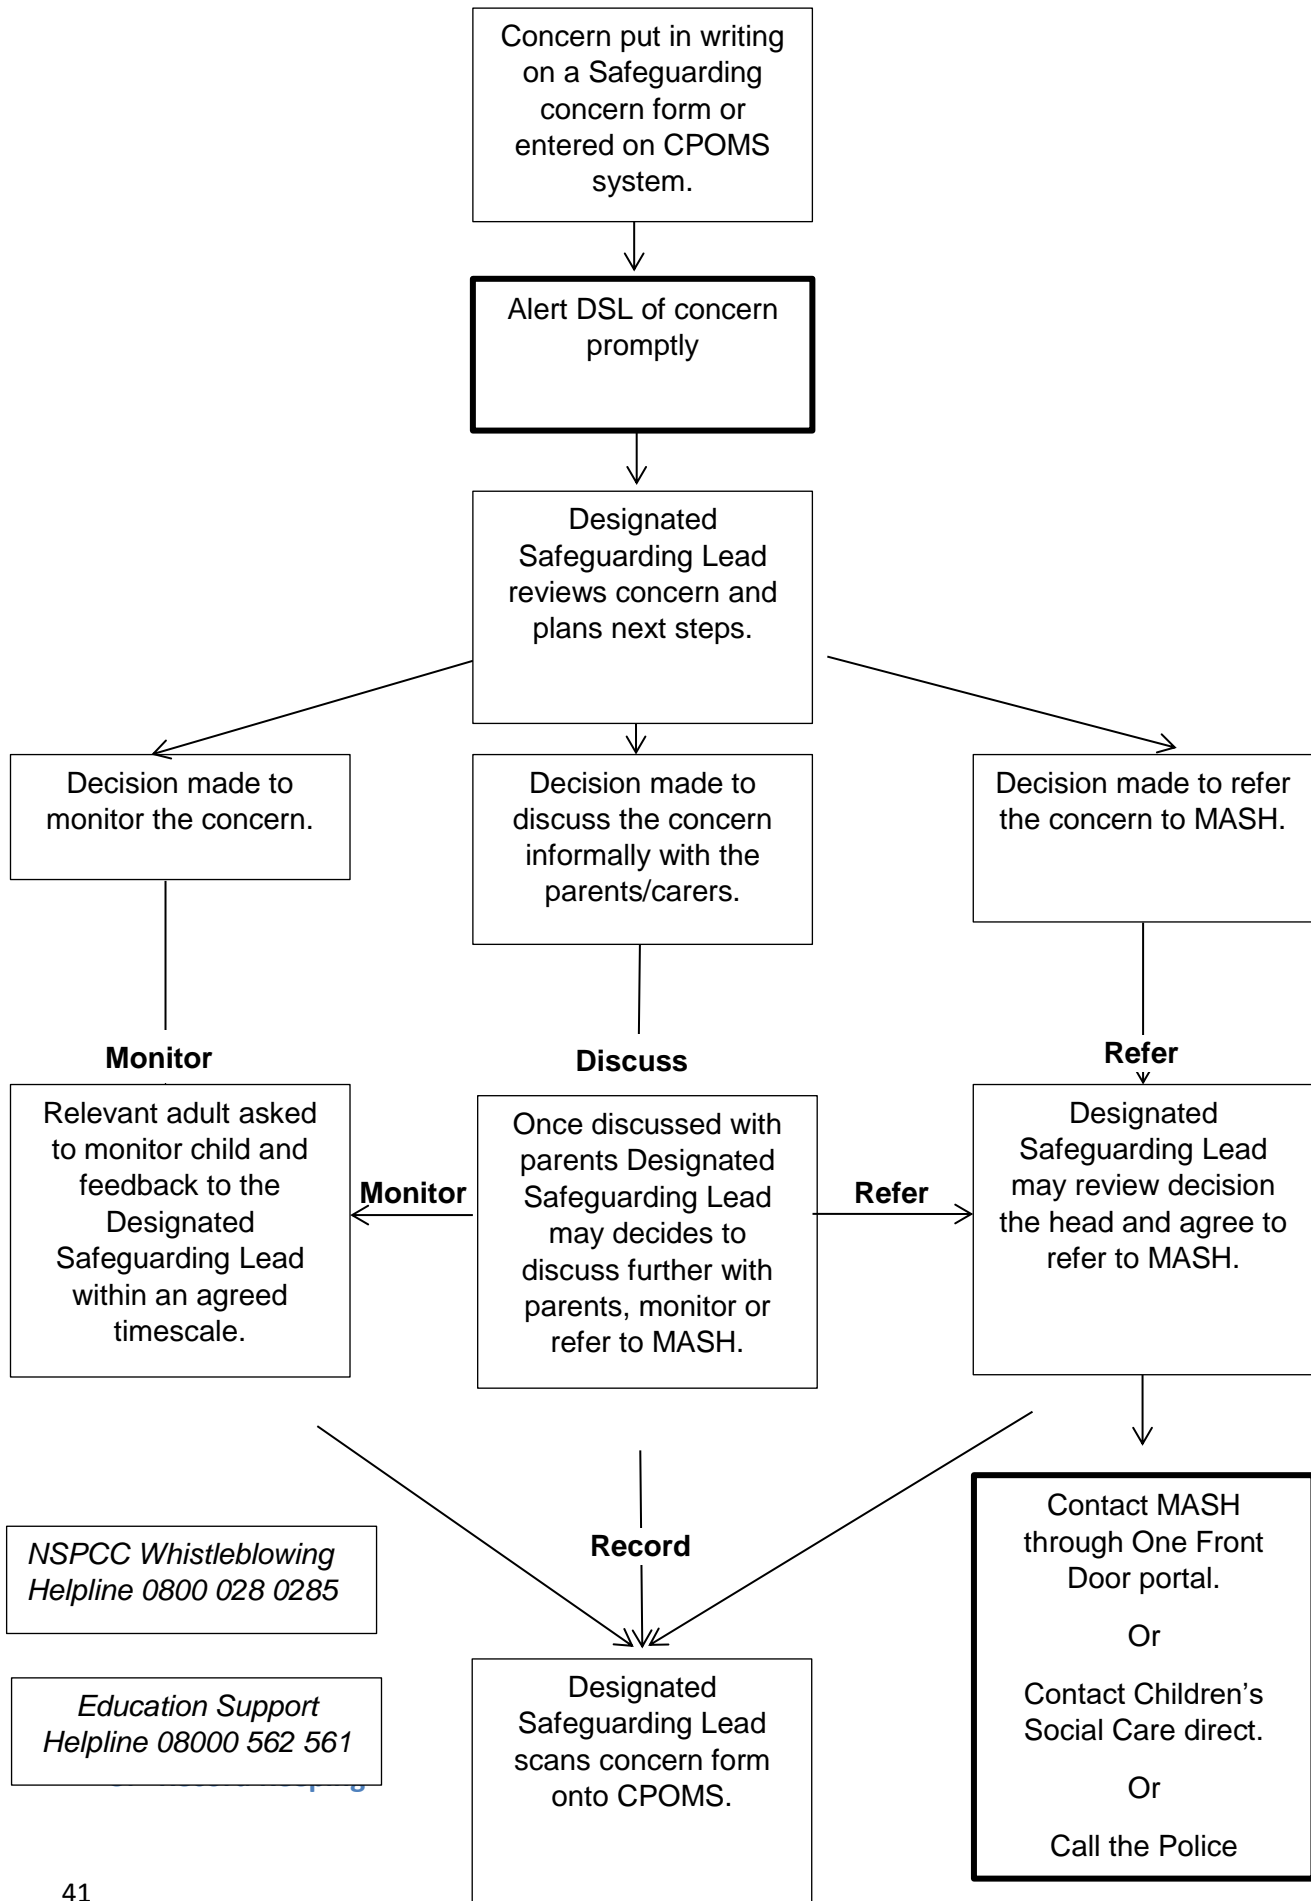 Concern put in writing
on a Safeguarding
concern form or
entered on CPOMS
system.
Alert DSL of concern
promptly
Designated
Safeguarding Lead
reviews concern and
plans next steps.
Decision made to
monitor the concern.
Decision made to
discuss the concern
informally with the
parents/carers.
Decision made to refer
the concern to MASH.
Monitor
Discuss
Refer
Relevant adult asked
to monitor child and
feedback to the
Designated
Safeguarding Lead
within an agreed
timescale.
Monitor
Once discussed with
parents Designated
Safeguarding Lead
may decides to
discuss further with
parents, monitor or
refer to MASH.
Refer
Designated
Safeguarding Lead
may review decision
the head and agree to
refer to MASH.
Record
NSPCC Whistleblowing
Helpline 0800 028 0285
Education Support
Helpline 08000 562 561
Designated
Safeguarding Lead
scans concern form
onto CPOMS.
Contact MASH
through One Front
Door portal.
Or
Contact Children’s
Social Care direct.
Or
Call the Police
41